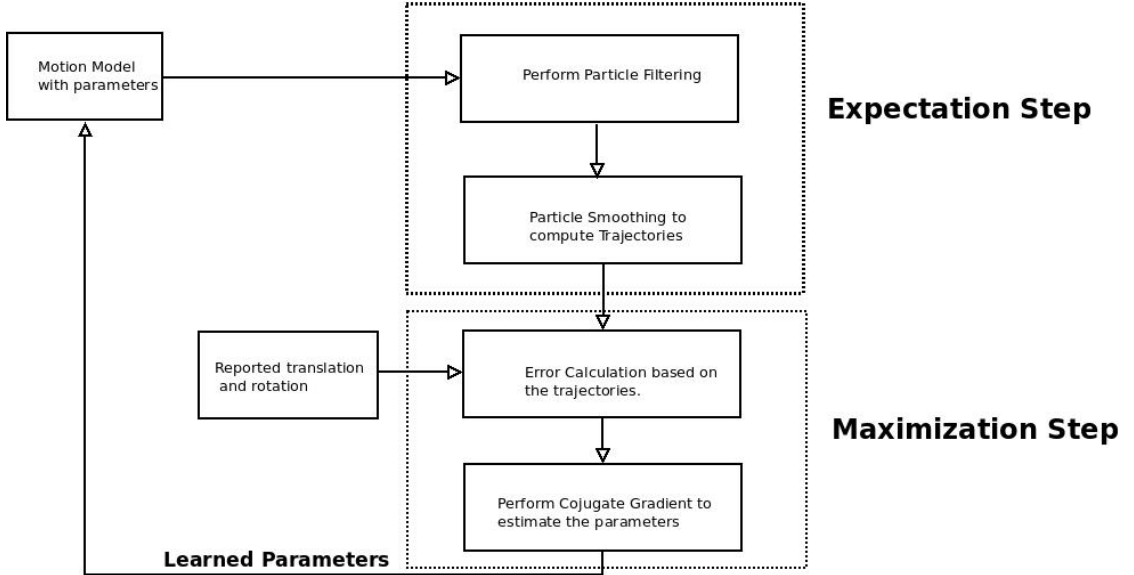 Motion Model
with parameters
Perform Particle Filtering
Expectation Step
Particle Smoothing to
compute Trajectories
Reported translation
and rotation
Error Calculation based on
the trajectories.
Maximization Step
Perform Cojugate Gradient to
estimate the parameters
Learned Parameters